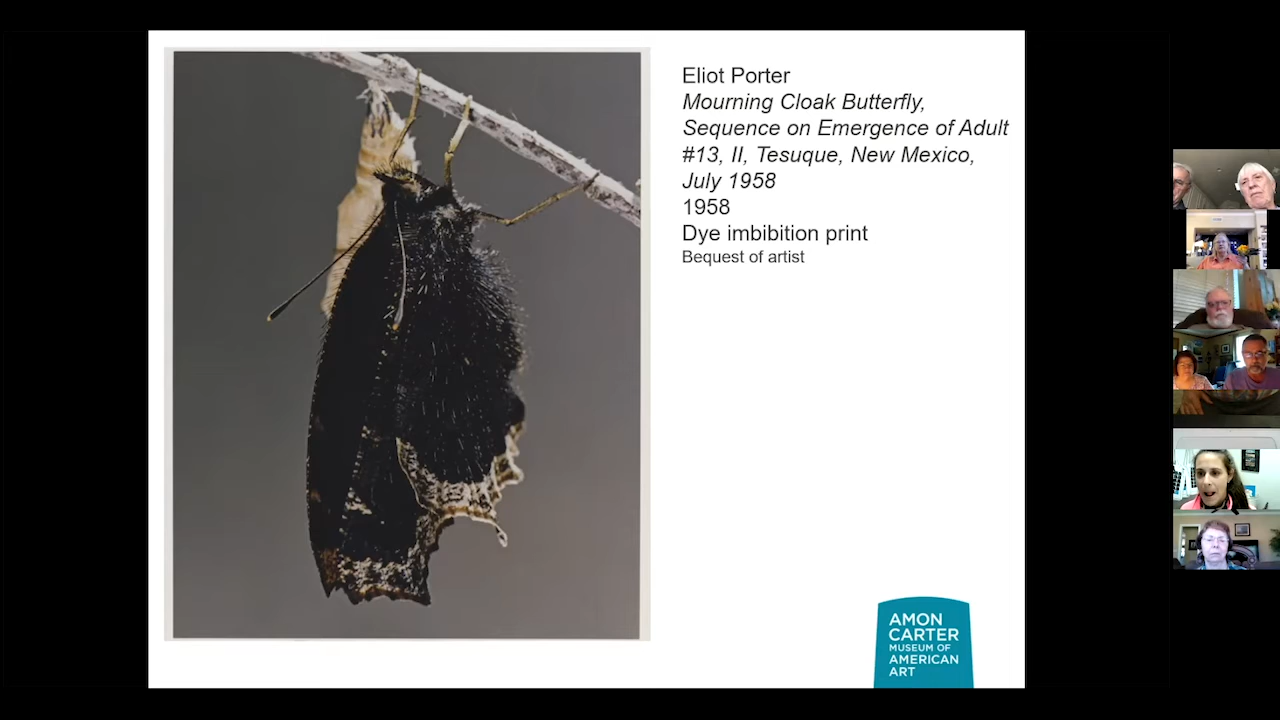 Eliot Porter
Mourning Cloak Butterfly,
Sequence on Emergence of Adult
#13, II, Tesuque, New Mexico,
July 1958
1958
Dye imbibition print
Bequest of artist
AMON
CARTER
MUSEUM OF
AMERICAN
ART